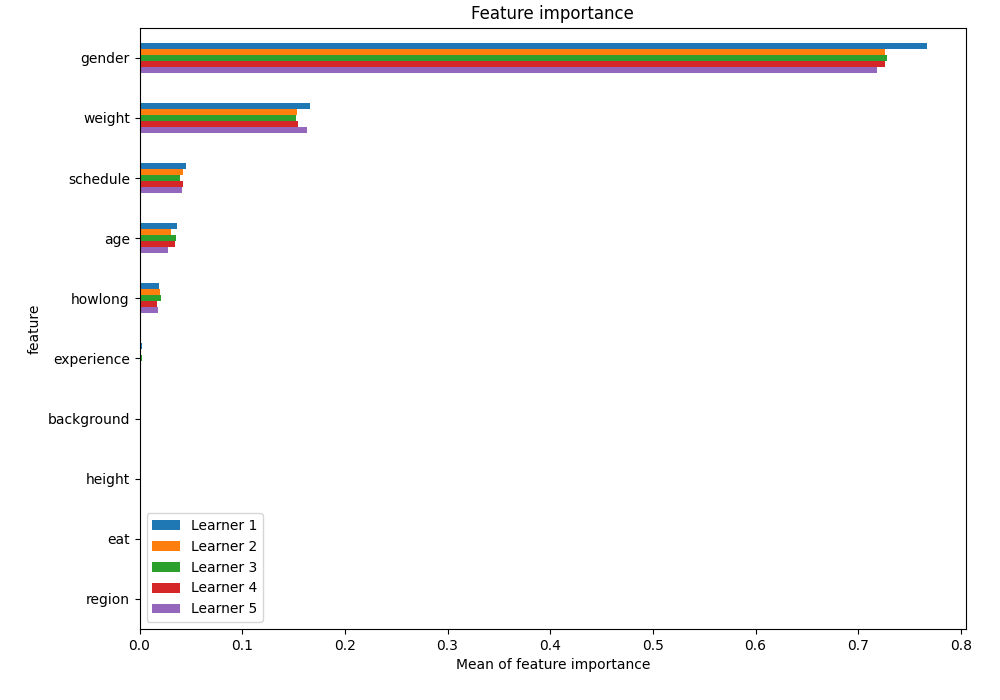 Feature importance
gender
weight
schedule
age
howlong
experience
background
height
eat
region
feature
Learner 1
Learner 2
Learner 3
Learner 4
Learner 5
0.0 0.1 0.2 0.3 0.4 0.5 0.6 0.7 0.8
Mean of feature importance